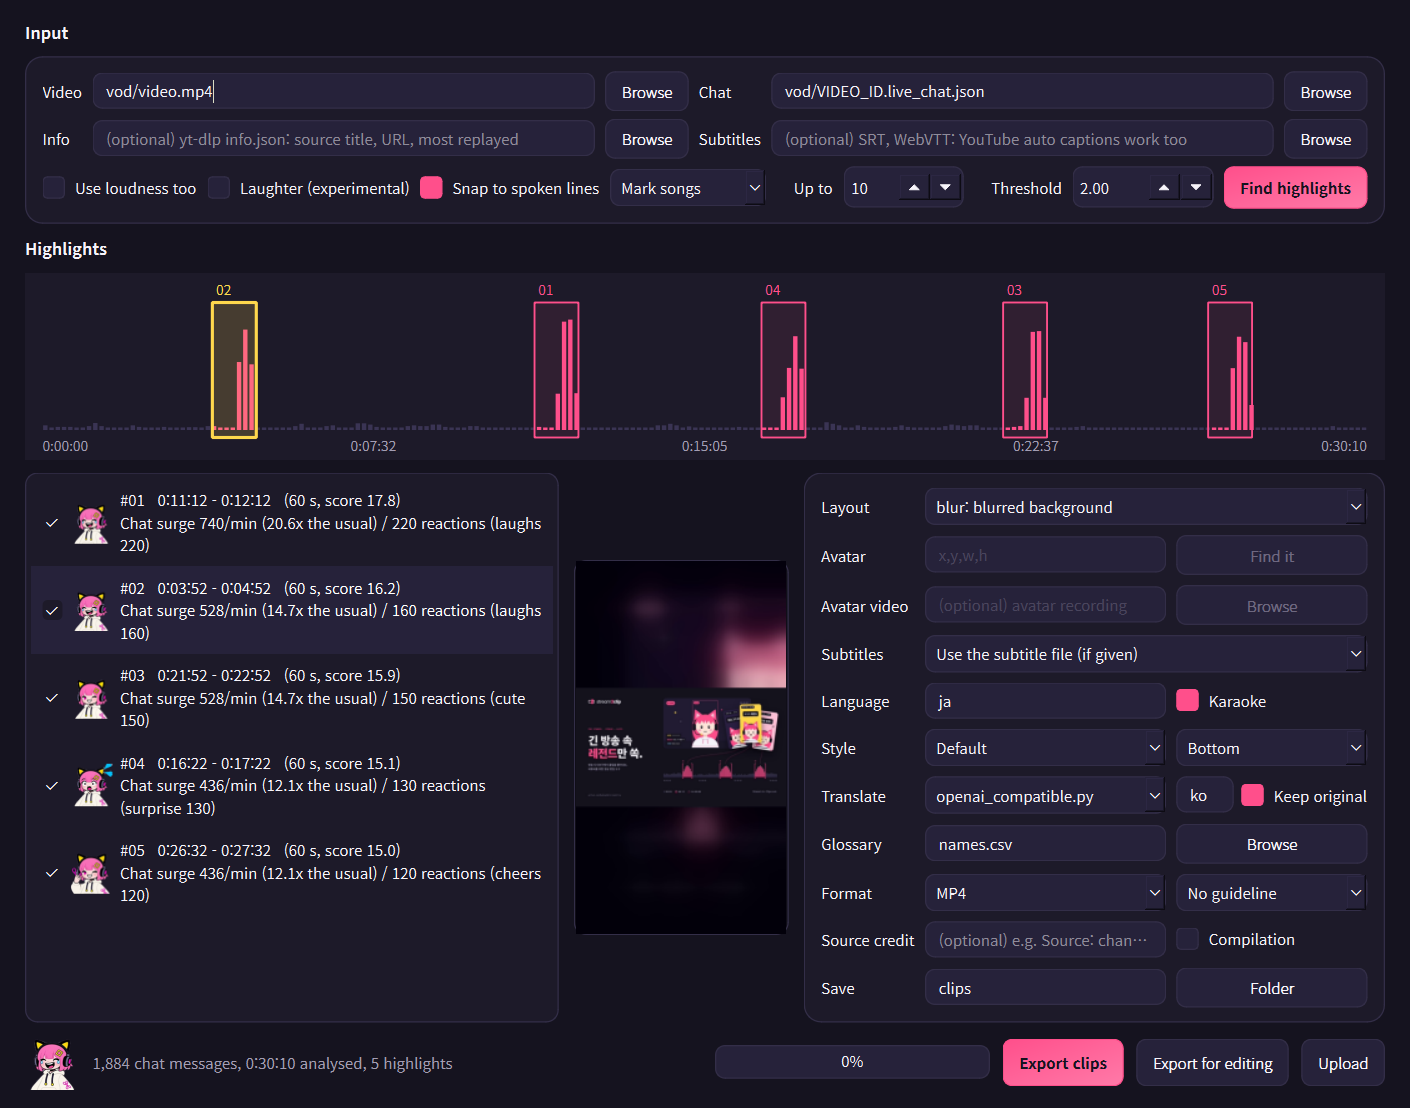 Input
Video vod/video.mp4 Browse Chat vod/VIDEO_ID.live_chat.json Browse
Info (optional) yt-dlp info.json: source title, URL, most replayed Browse Subtitles (optional) SRT, WebVTT: YouTube auto captions work too Browse
Use loudness too Laughter (experimental) Snap to spoken lines Mark songs Up to 10 Threshold 2.00 Find highlights
Highlights
02 01 04 03 05
0:00:00 0:07:32 0:15:05 0:22:37 0:30:10
#01 0:11:12 - 0:12:12 (60 s, score 17.8)
Chat surge 740/min (20.6x the usual) / 220 reactions (laughs
220)
#02 0:03:52 - 0:04:52 (60 s, score 16.2)
Chat surge 528/min (14.7x the usual) / 160 reactions (laughs
160)
#03 0:21:52 - 0:22:52 (60 s, score 15.9)
Chat surge 528/min (14.7x the usual) / 150 reactions (cute
150)
#04 0:16:22 - 0:17:22 (60 s, score 15.1)
Chat surge 436/min (12.1x the usual) / 130 reactions
(surprise 130)
#05 0:26:32 - 0:27:32 (60 s, score 15.0)
Chat surge 436/min (12.1x the usual) / 120 reactions (cheers
120)
긴 방송 속
레전드만 쏙.
Layout blur: blurred background
Avatar x,y,w,h Find it
Avatar video (optional) avatar recording Browse
Subtitles Use the subtitle file (if given)
Language ja Karaoke
Style Default Bottom
Translate openai_compatible.py ko Keep original
Glossary names.csv Browse
Format MP4 No guideline
Source credit (optional) e.g. Source: chan⋯ Compilation
Save clips Folder
1,884 chat messages, 0:30:10 analysed, 5 highlights
0% Export clips Export for editing Upload